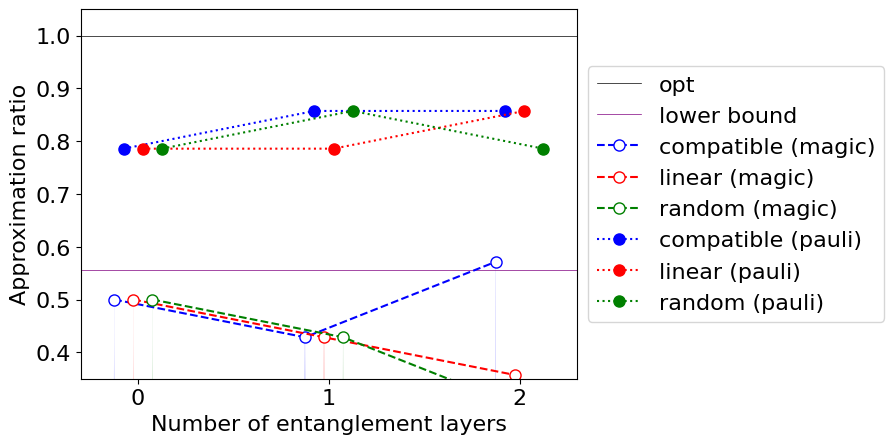 Approximation ratio
1.0
0.9
0.8
0.7
0.6
0.5
0.4
0
1
2
Number of entanglement layers
opt
lower bound
compatible (magic)
linear (magic)
random (magic)
compatible (pauli)
linear (pauli)
random (pauli)